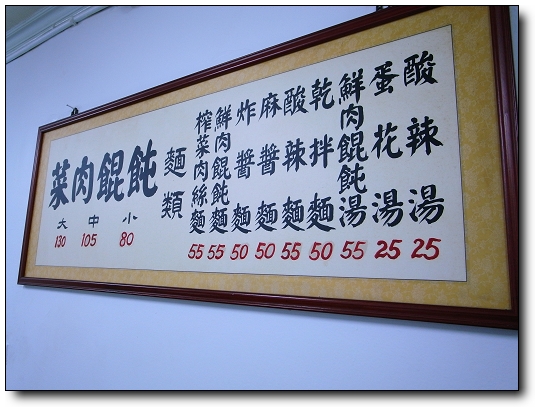 菜肉餛飩
大 中 小
130 105 80
麵類
榨菜肉絲麵 55
鮮肉餛飩麵 55
炸醬麵 50
麻醬麵 50
酸辣麵 55
乾拌麵 50
鮮肉餛飩湯 55
蛋花湯 25
酸辣湯 25